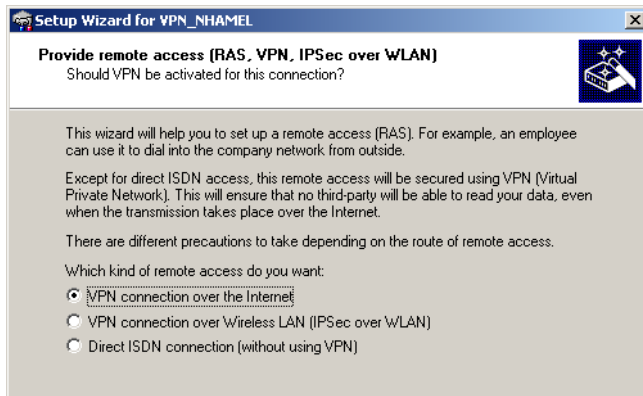 Setup Wizard for VPN_NHAMEL
Provide remote access (RAS, VPN, IPSec over WLAN)
Should VPN be activated for this connection?
This wizard will help you to set up a remote access (RAS). For example, an employee
can use it to dial into the company network from outside.
Except for direct ISDN access, this remote access will be secured using VPN (Virtual
Private Network). This will ensure that no third-party will be able to read your data, even
when the transmission takes place over the Internet.
There are different precautions to take depending on the route of remote access.
Which kind of remote access do you want:
VPN connection over the Internet
VPN connection over Wireless LAN (IPSec over WLAN)
Direct ISDN connection (without using VPN)